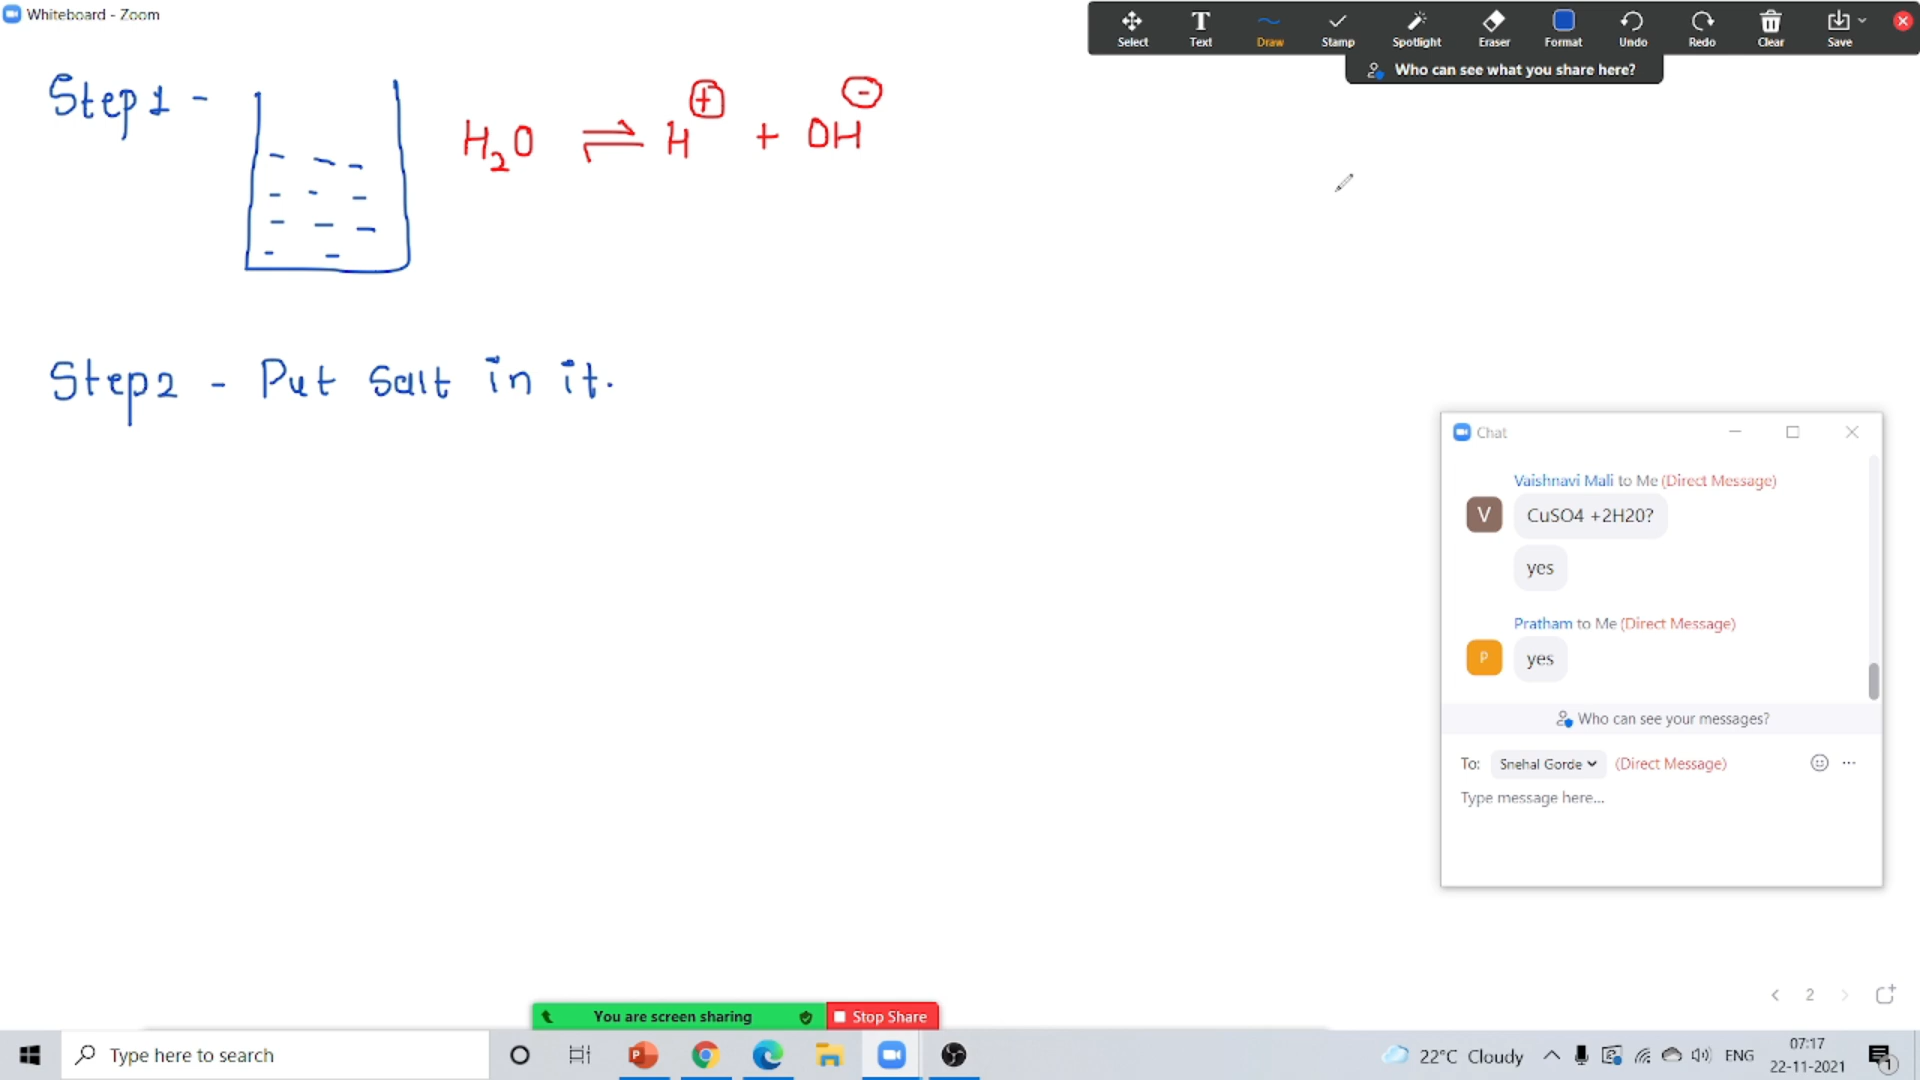 Whiteboard - Zoom
Select Text Draw Stamp Spotlight Eraser Format Undo Redo Clear Save
Who can see what you share here?
Step 1 -
H2O ⇌ H⊕ + OH⊖
Step 2 - Put Salt in it.
Chat
Vaishnavi Mali to Me (Direct Message)
V
CuSO4 +2H20?
yes
Pratham to Me (Direct Message)
P
yes
Who can see your messages?
To: Snehal Gorde (Direct Message)
Type message here...
2
You are screen sharing Stop Share
Type here to search
22°C Cloudy
ENG
07:17
22-11-2021
1